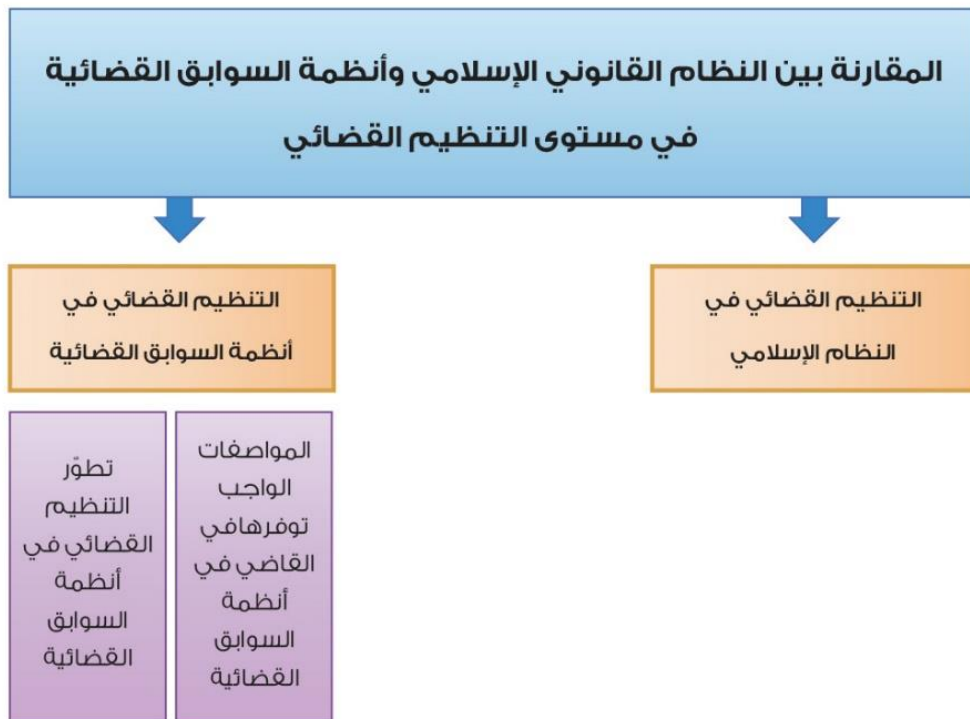 المقارنة بين النظام القانوني الإسلامي وأنظمة السوابق القضائية
في مستوى التنظيم القضائي
التنظيم القضائي في
النظام الإسلامي
التنظيم القضائي في
أنظمة السوابق القضائية
المواصفات
الواجب
توفرهافي
القاضي في
أنظمة
السوابق
القضائية
تطوّر
التنظيم
القضائي في
أنظمة
السوابق
القضائية